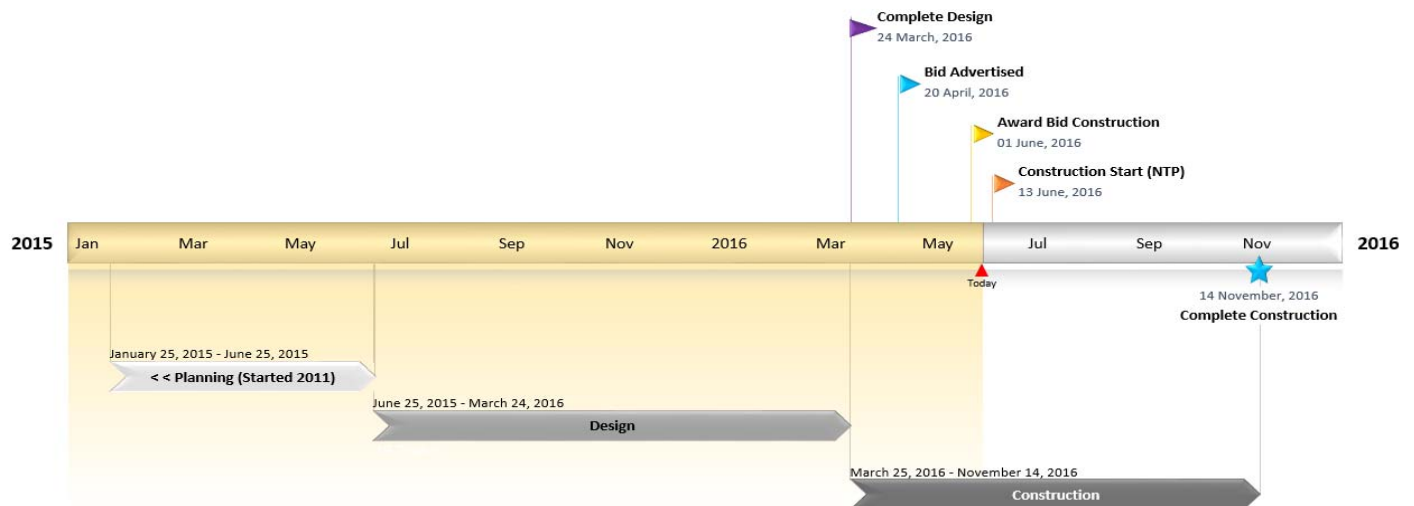 Complete Design
24 March, 2016
Bid Advertised
20 April, 2016
Award Bid Construction
01 June, 2016
Construction Start (NTP)
13 June, 2016
2015 Jan Mar May Jul Sep Nov 2016 Mar May Jul Sep Nov 2016
Today
14 November, 2016
Complete Construction
January 25, 2015 - June 25, 2015
< < Planning (Started 2011)
June 25, 2015 - March 24, 2016
Design
March 25, 2016 - November 14, 2016
Construction